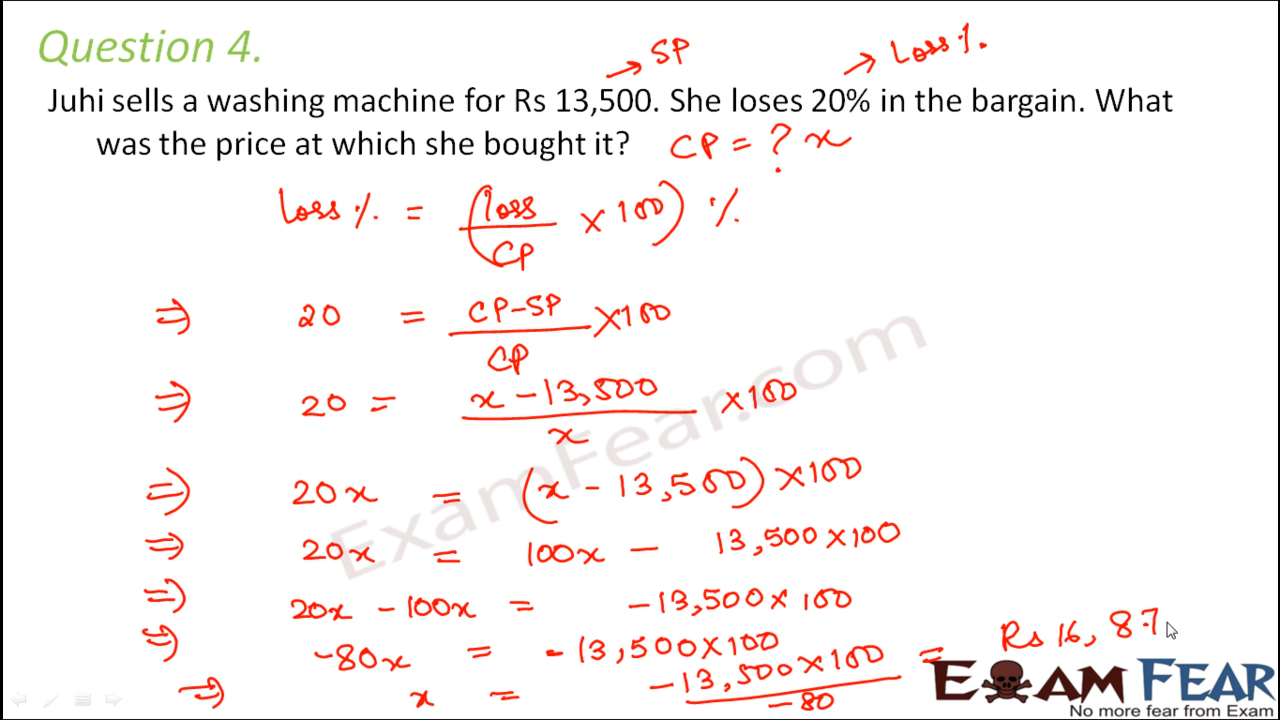 Question 4.
→ SP
→ Loss %.
Juhi sells a washing machine for Rs 13,500. She loses 20% in the bargain. What
was the price at which she bought it? CP = ? x
Loss % = (loss/CP × 100) %
⇒ 20 = CP-SP/CP × 100
⇒ 20 = x - 13,500/x × 100
⇒ 20x = (x - 13,500) × 100
⇒ 20x = 100x - 13,500 × 100
⇒ 20x - 100x = -13,500 × 100
⇒ -80x = -13,500 × 100
⇒ x = -13,500 × 100/-80 = Rs 16, 87
ExamFear.com
EXAM FEAR
No more fear from Exam